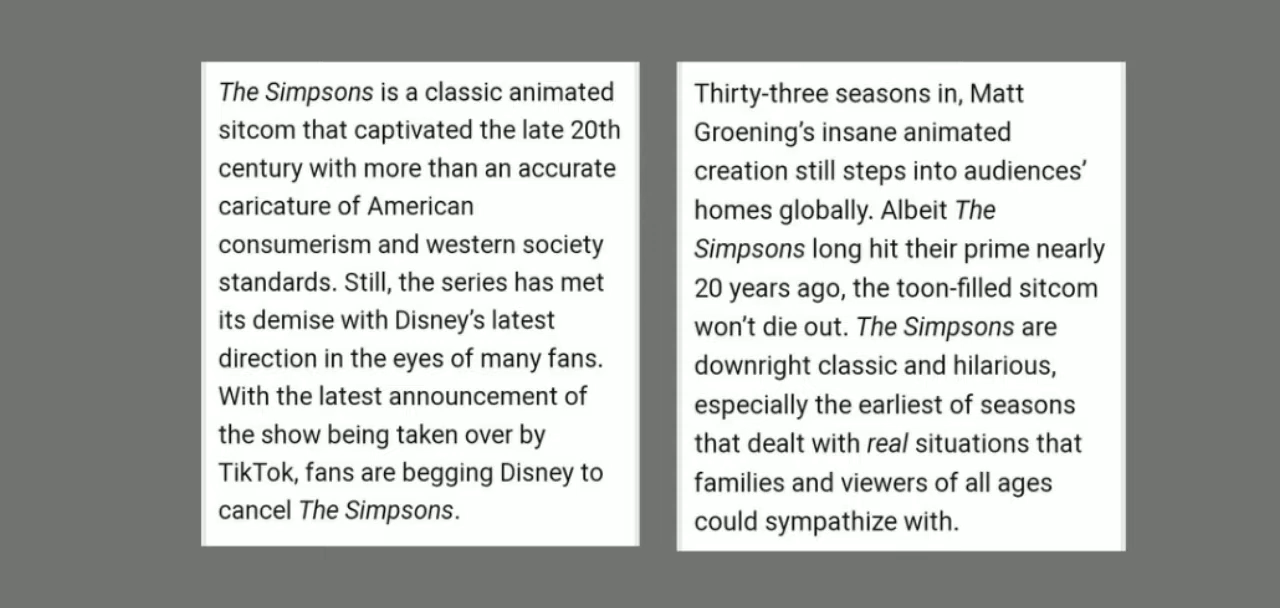 The Simpsons is a classic animated
sitcom that captivated the late 20th
century with more than an accurate
caricature of American
consumerism and western society
standards. Still, the series has met
its demise with Disney’s latest
direction in the eyes of many fans.
With the latest announcement of
the show being taken over by
TikTok, fans are begging Disney to
cancel The Simpsons.
Thirty-three seasons in, Matt
Groening’s insane animated
creation still steps into audiences’
homes globally. Albeit The
Simpsons long hit their prime nearly
20 years ago, the toon-filled sitcom
won’t die out. The Simpsons are
downright classic and hilarious,
especially the earliest of seasons
that dealt with real situations that
families and viewers of all ages
could sympathize with.